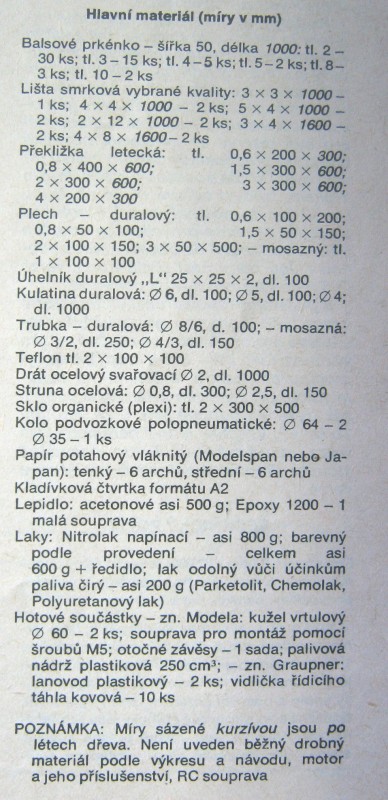 Hlavní materiál (míry v mm)
Balsové prkénko – šířka 50, délka 1000: tl. 2 –
30 ks; tl. 3 – 15 ks; tl. 4 – 5 ks; tl. 5 – 2 ks; tl. 8 –
3 ks; tl. 10 – 2 ks
Lišta smrková vybrané kvality: 3 × 3 × 1000 –
1 ks; 4 × 4 × 1000 – 2 ks; 5 × 4 × 1000 –
2 ks; 2 × 12 × 1000 – 2 ks; 3 × 4 × 1600 –
2 ks; 4 × 8 × 1600 – 2 ks
Překližka letecká: tl. 0,6 × 200 × 300;
0,8 × 400 × 600; 1,5 × 300 × 600;
2 × 300 × 600; 3 × 300 × 600;
4 × 200 × 300
Plech – duralový: tl. 0,6 × 100 × 200;
0,8 × 50 × 100; 1,5 × 50 × 150;
2 × 100 × 150; 3 × 50 × 500; – mosazný: tl.
1 × 100 × 100
Úhelník duralový „L“ 25 × 25 × 2, dl. 100
Kulatina duralová: ∅ 6, dl. 100; ∅ 5, dl. 100; ∅ 4;
dl. 1000
Trubka – duralová: ∅ 8/6, d. 100; – mosazná:
∅ 3/2, dl. 250; ∅ 4/3, dl. 150
Teflon tl. 2 × 100 × 100
Drát ocelový svařovací ∅ 2, dl. 1000
Struna ocelová: ∅ 0,8, dl. 300; ∅ 2,5, dl. 150
Sklo organické (plexi): tl. 2 × 300 × 500
Kolo podvozkové polopneumatické: ∅ 64 – 2
∅ 35 – 1 ks
Papír potahový vláknitý (Modelspan nebo Ja-
pan): tenký – 6 archů, střední – 6 archů
Kladívková čtvrtka formátu A2
Lepidlo: acetonové asi 500 g; Epoxy 1200 – 1
malá souprava
Laky: Nitrolak napínací – asi 800 g; barevný
podle provedení – celkem asi
600 g + ředidlo; lak odolný vůči účinkům
paliva čirý – asi 200 g (Parketolit, Chemolak,
Polyuretanový lak)
Hotové součástky – zn. Modela: kužel vrtulový
∅ 60 – 2 ks; souprava pro montáž pomocí
šroubů M5; otočné závěsy – 1 sada; palivová
nádrž plastiková 250 cm³; – zn. Graupner:
lanovod plastikový – 2 ks; vidlička řídicího
táhla kovová – 10 ks
POZNÁMKA: Míry sázené kurzívou jsou po
létech dřeva. Není uveden běžný drobný
materiál podle výkresu a návodu, motor
a jeho příslušenství, RC souprava